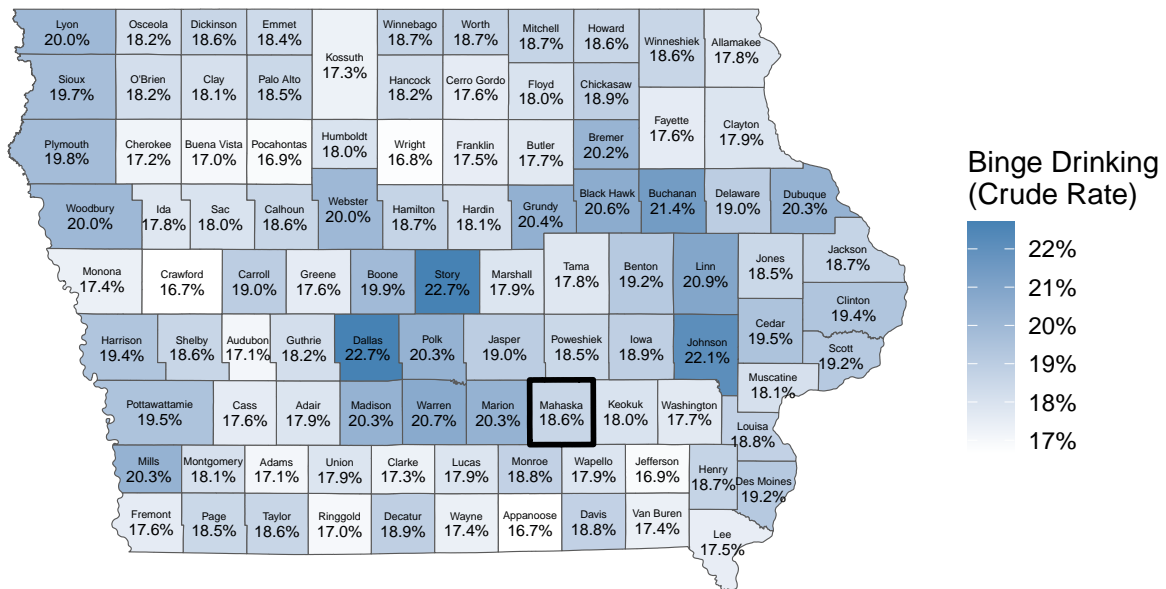 Lyon
20.0%
Osceola
18.2%
Dickinson
18.6%
Emmet
18.4%
Kossuth
17.3%
Winnebago
18.7%
Worth
18.7%
Mitchell
18.7%
Howard
18.6%
Winneshiek
18.6%
Allamakee
17.8%
Sioux
19.7%
O'Brien
18.2%
Clay
18.1%
Palo Alto
18.5%
Hancock
18.2%
Cerro Gordo
17.6%
Floyd
18.0%
Chickasaw
18.9%
Fayette
17.6%
Clayton
17.9%
Plymouth
19.8%
Cherokee
17.2%
Buena Vista
17.0%
Pocahontas
16.9%
Humboldt
18.0%
Wright
16.8%
Franklin
17.5%
Butler
17.7%
Bremer
20.2%
Woodbury
20.0%
Ida
17.8%
Sac
18.0%
Calhoun
18.6%
Webster
20.0%
Hamilton
18.7%
Hardin
18.1%
Grundy
20.4%
Black Hawk
20.6%
Buchanan
21.4%
Delaware
19.0%
Dubuque
20.3%
Monona
17.4%
Crawford
16.7%
Carroll
19.0%
Greene
17.6%
Boone
19.9%
Story
22.7%
Marshall
17.9%
Tama
17.8%
Benton
19.2%
Linn
20.9%
Jones
18.5%
Jackson
18.7%
Clinton
19.4%
Harrison
19.4%
Shelby
18.6%
Audubon
17.1%
Guthrie
18.2%
Dallas
22.7%
Polk
20.3%
Jasper
19.0%
Poweshiek
18.5%
Iowa
18.9%
Johnson
22.1%
Cedar
19.5%
Scott
19.2%
Muscatine
18.1%
Pottawattamie
19.5%
Cass
17.6%
Adair
17.9%
Madison
20.3%
Warren
20.7%
Marion
20.3%
Mahaska
18.6%
Keokuk
18.0%
Washington
17.7%
Louisa
18.8%
Mills
20.3%
Montgomery
18.1%
Adams
17.1%
Union
17.9%
Clarke
17.3%
Lucas
17.9%
Monroe
18.8%
Wapello
17.9%
Jefferson
16.9%
Henry
18.7%
Des Moines
19.2%
Fremont
17.6%
Page
18.5%
Taylor
18.6%
Ringgold
17.0%
Decatur
18.9%
Wayne
17.4%
Appanoose
16.7%
Davis
18.8%
Van Buren
17.4%
Lee
17.5%
Binge Drinking
(Crude Rate)
22%
21%
20%
19%
18%
17%